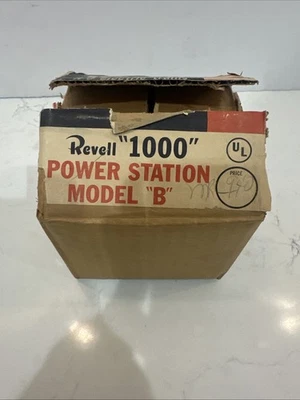 Revell "1000"
UL
POWER STATION
PRICE
MODEL "B"